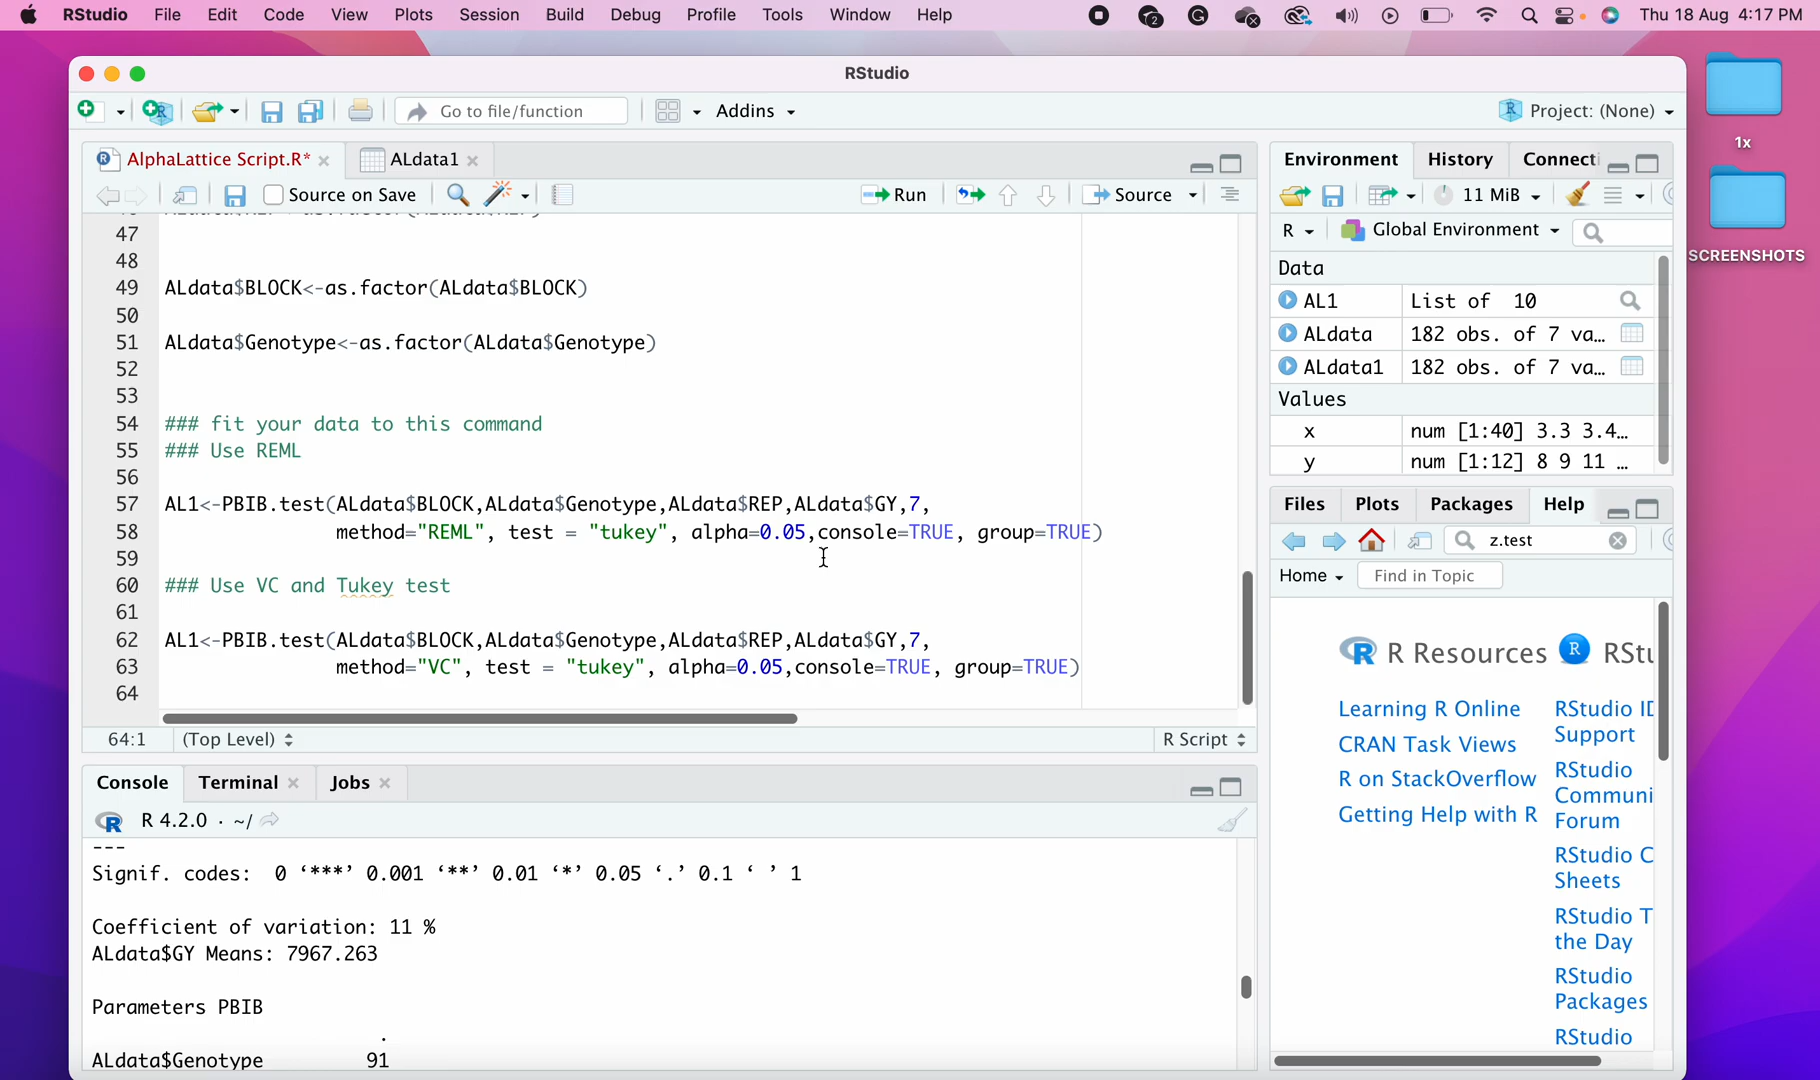 RStudio File Edit Code View Plots Session Build Debug Profile Tools Window Help 2 Thu 18 Aug 4:17 PM
RStudio
1x
SCREENSHOTS
Go to file/function Addins Project: (None)
AlphaLattice Script.R* ALdata1
Source on Save Run Source
47
48
49 ALdata$BLOCK<-as.factor(ALdata$BLOCK)
50
51 ALdata$Genotype<-as.factor(ALdata$Genotype)
52
53
54 ### fit your data to this command
55 ### Use REML
56
57 AL1<-PBIB.test(ALdata$BLOCK,ALdata$Genotype,ALdata$REP,ALdata$GY,7,
58 method="REML", test = "tukey", alpha=0.05,console=TRUE, group=TRUE)
59
60 ### Use VC and Tukey test
61
62 AL1<-PBIB.test(ALdata$BLOCK,ALdata$Genotype,ALdata$REP,ALdata$GY,7,
63 method="VC", test = "tukey", alpha=0.05,console=TRUE, group=TRUE)
64
64:1 (Top Level) R Script
Console Terminal Jobs
R 4.2.0 · ~/
---
Signif. codes: 0 ‘***’ 0.001 ‘**’ 0.01 ‘*’ 0.05 ‘.’ 0.1 ‘ ’ 1
Coefficient of variation: 11 %
ALdata$GY Means: 7967.263
Parameters PBIB
.
ALdata$Genotype 91
Environment History Connecti
11 MiB
R Global Environment
Data
AL1 List of 10
ALdata 182 obs. of 7 va…
ALdata1 182 obs. of 7 va…
Values
x num [1:40] 3.3 3.4…
y num [1:12] 8 9 11 …
Files Plots Packages Help
z.test
Home Find in Topic
R Resources
Learning R Online
CRAN Task Views
R on StackOverflow
Getting Help with R
RStu
RStudio ID
Support
RStudio
Communi
Forum
RStudio C
Sheets
RStudio T
the Day
RStudio
Packages
RStudio